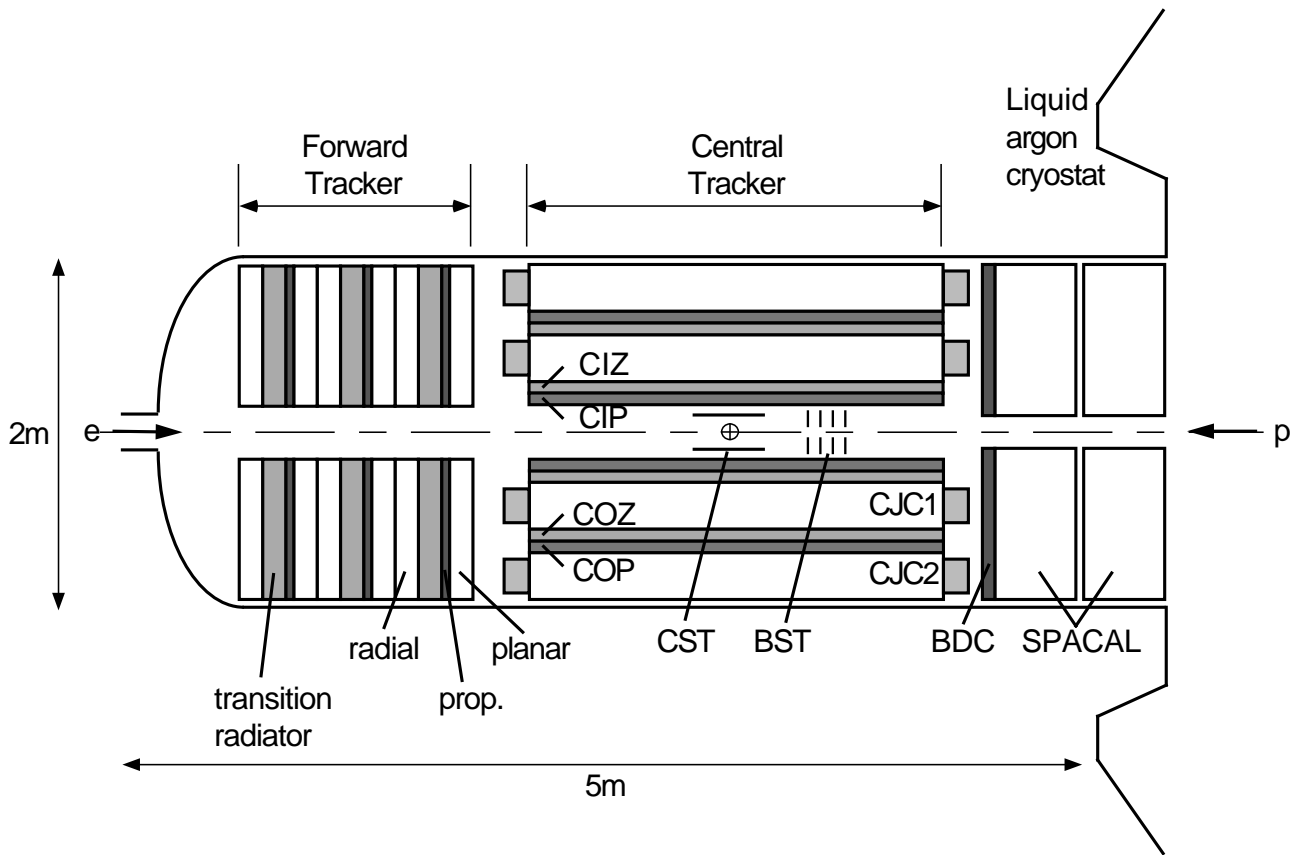 Liquid
argon
cryostat
Forward
Tracker
Central
Tracker
CIZ
CIP
2m
e
p
COZ
COP
CJC1
CJC2
radial
planar
CST
BST
BDC
SPACAL
transition
radiator
prop.
5m